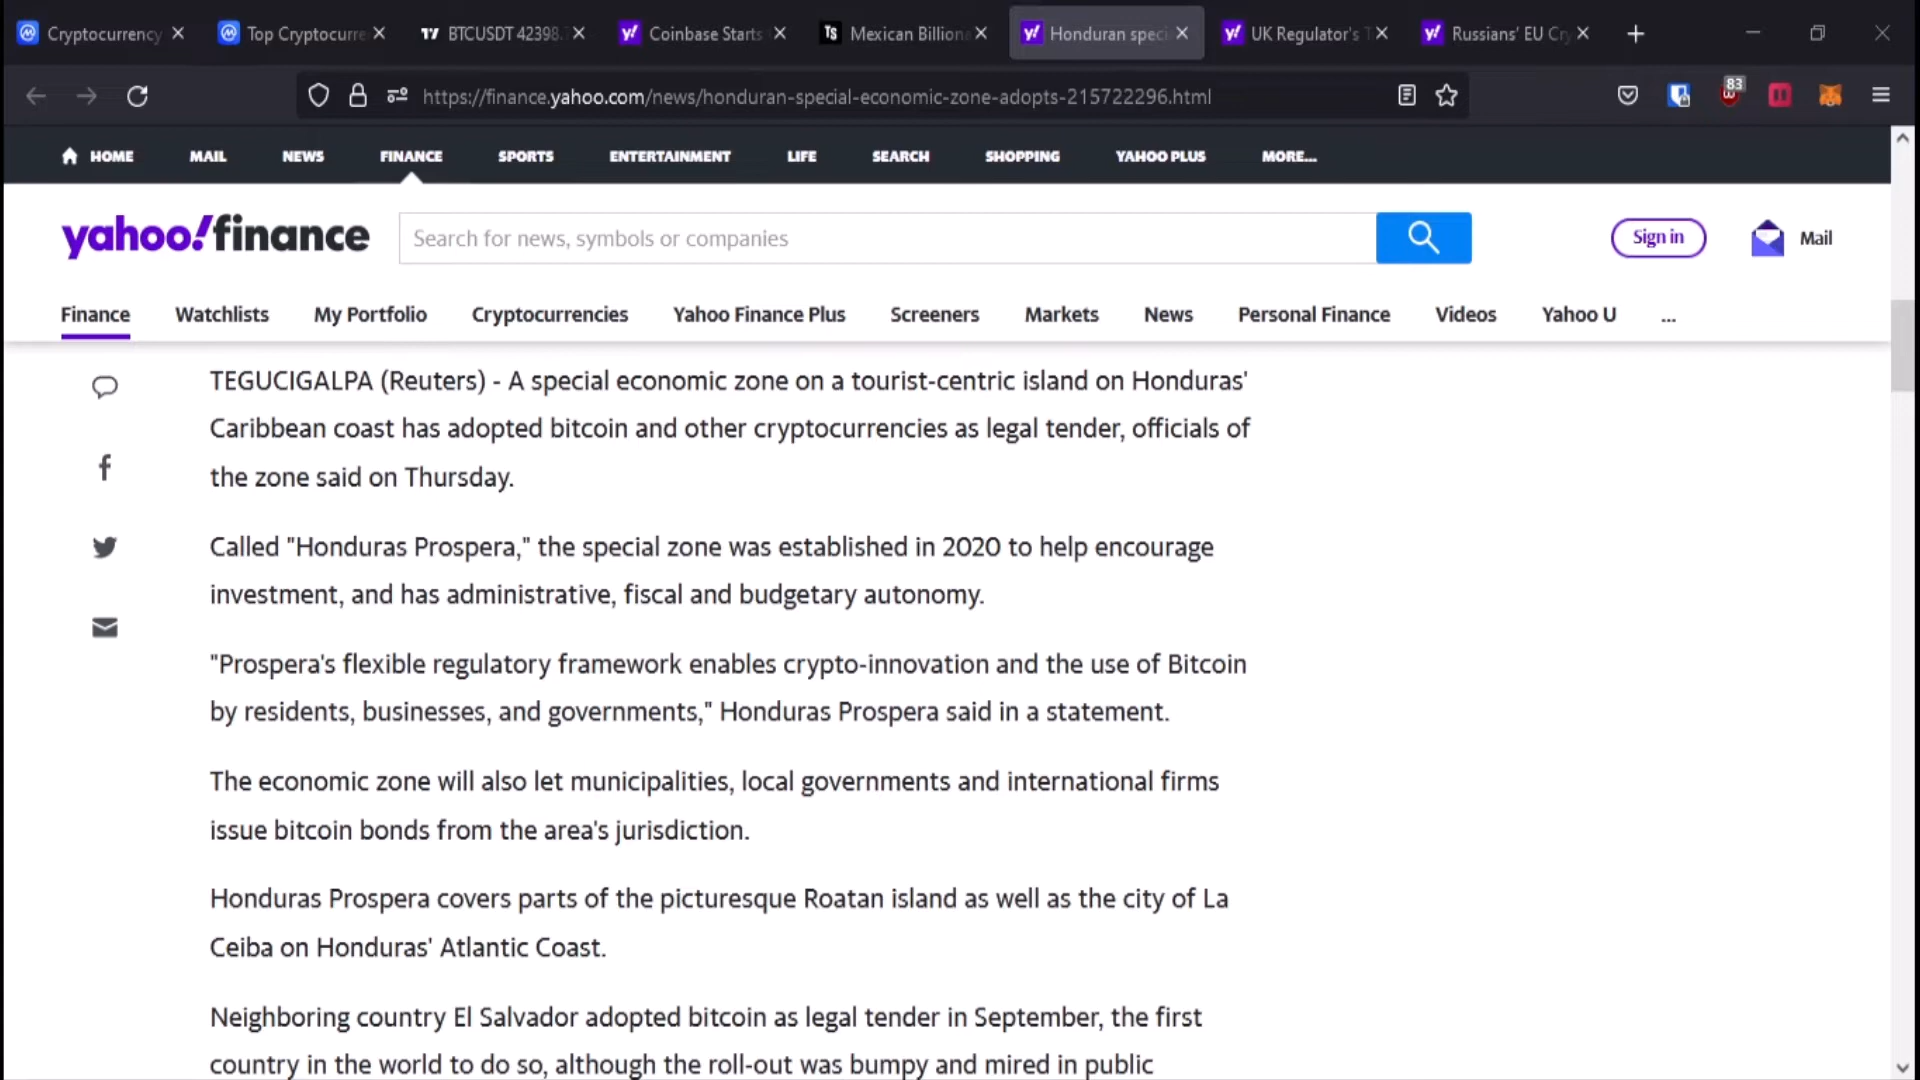 Cryptocurrency
Top Cryptocurre
BTCUSDT 42398.
Coinbase Starts
Mexican Billion
Honduran speci
UK Regulator's T
Russians' EU Cry
https://finance.yahoo.com/news/honduran-special-economic-zone-adopts-215722296.html
83
HOME MAIL NEWS FINANCE SPORTS ENTERTAINMENT LIFE SEARCH SHOPPING YAHOO PLUS MORE...
yahoo!finance
Search for news, symbols or companies
Sign in
Mail
Finance Watchlists My Portfolio Cryptocurrencies Yahoo Finance Plus Screeners Markets News Personal Finance Videos Yahoo U ...
TEGUCIGALPA (Reuters) - A special economic zone on a tourist-centric island on Honduras'
Caribbean coast has adopted bitcoin and other cryptocurrencies as legal tender, officials of
the zone said on Thursday.
Called "Honduras Prospera," the special zone was established in 2020 to help encourage
investment, and has administrative, fiscal and budgetary autonomy.
"Prospera's flexible regulatory framework enables crypto-innovation and the use of Bitcoin
by residents, businesses, and governments," Honduras Prospera said in a statement.
The economic zone will also let municipalities, local governments and international firms
issue bitcoin bonds from the area's jurisdiction.
Honduras Prospera covers parts of the picturesque Roatan island as well as the city of La
Ceiba on Honduras' Atlantic Coast.
Neighboring country El Salvador adopted bitcoin as legal tender in September, the first
country in the world to do so, although the roll-out was bumpy and mired in public